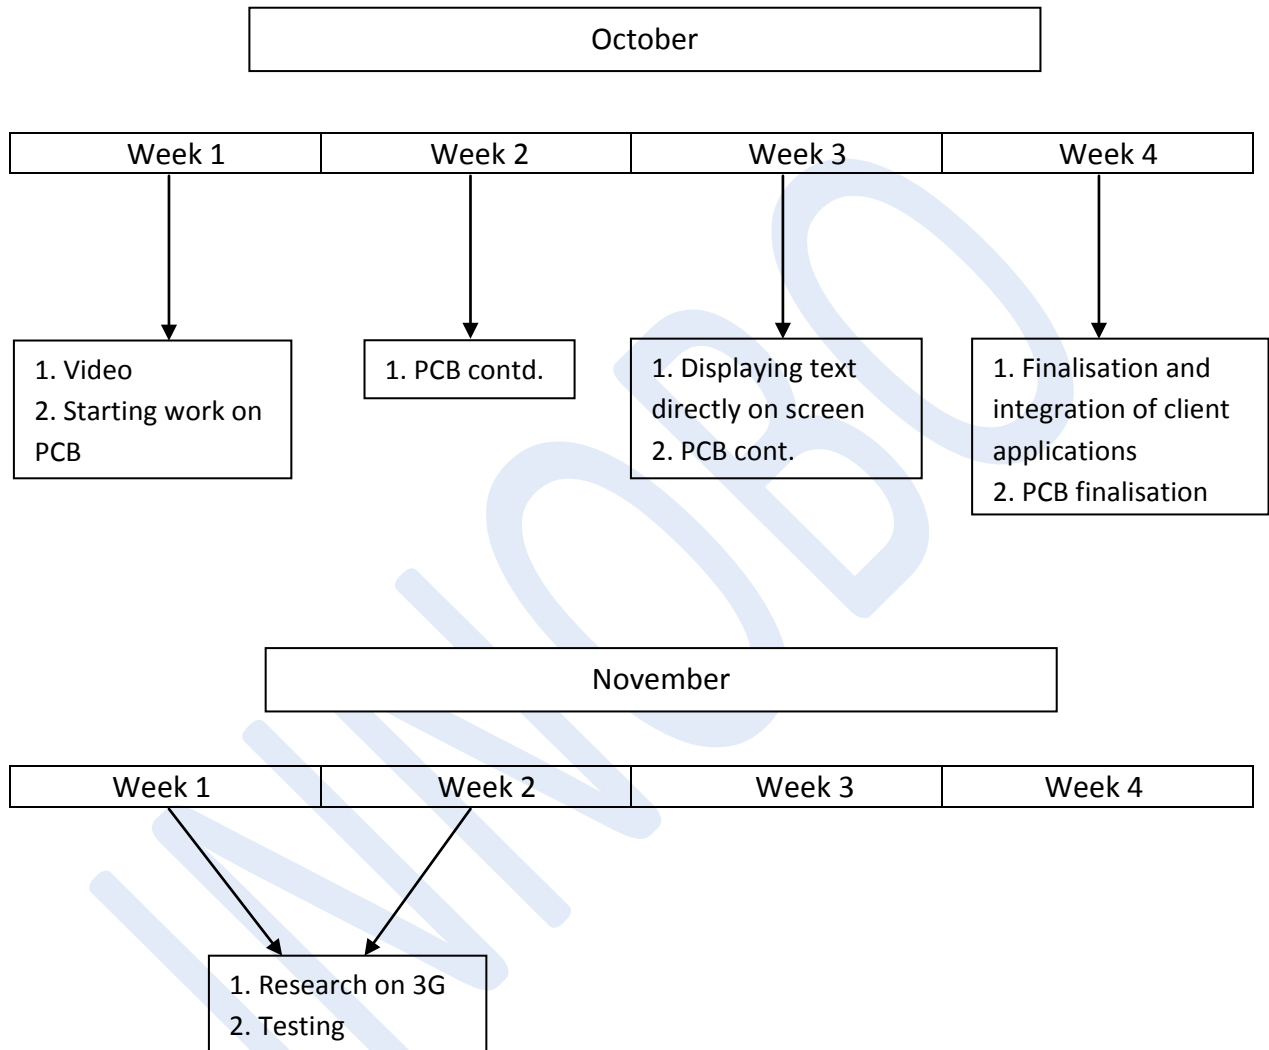 October
Week 1 Week 2 Week 3 Week 4
1. Video
2. Starting work on
PCB
1. PCB contd.
1. Displaying text
directly on screen
2. PCB cont.
1. Finalisation and
integration of client
applications
2. PCB finalisation
November
Week 1 Week 2 Week 3 Week 4
1. Research on 3G
2. Testing
INNOBO